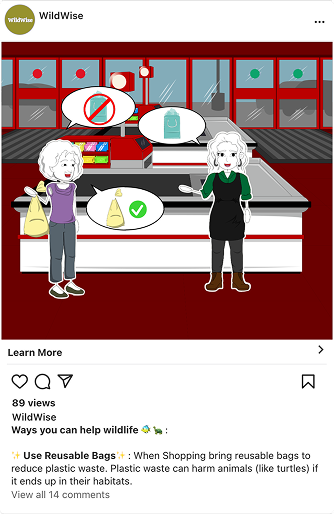 WildWise
WildWise
Learn More
89 views
WildWise
Ways you can help wildlife 🐠🐢 :
✨ Use Reusable Bags✨ : When Shopping bring reusable bags to
reduce plastic waste. Plastic waste can harm animals (like turtles) if
it ends up in their habitats.
View all 14 comments